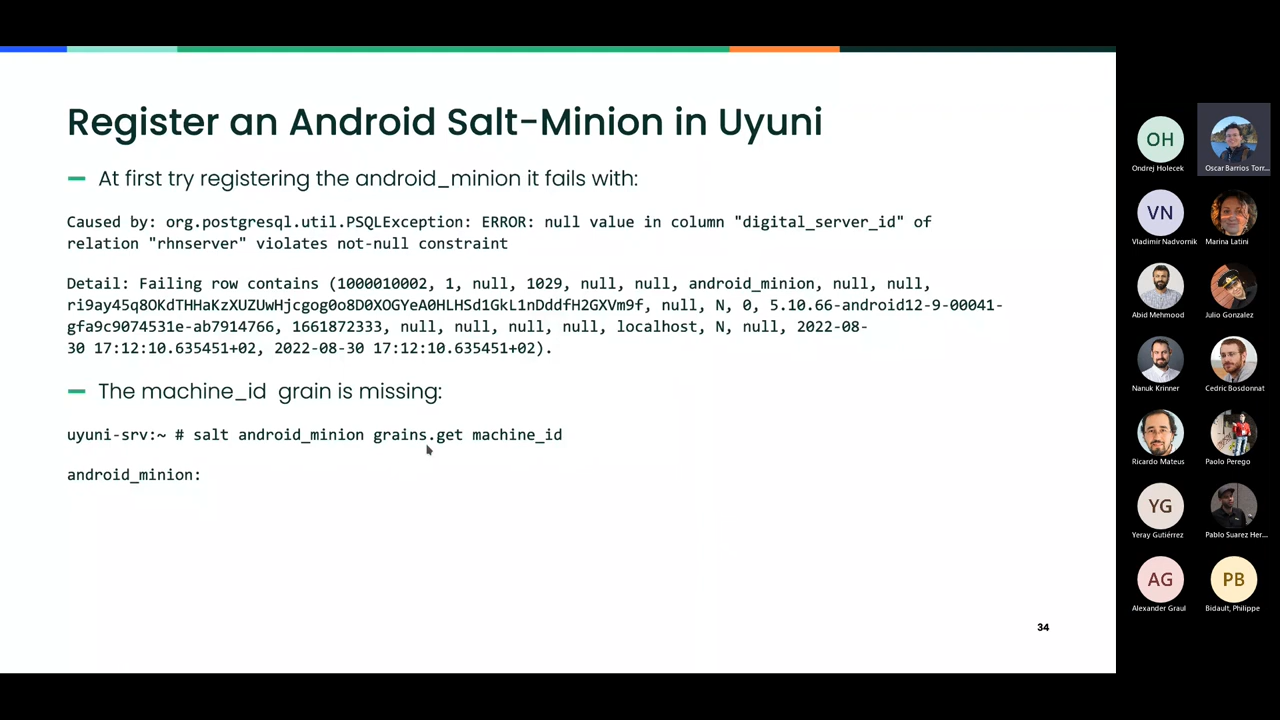 Register an Android Salt-Minion in Uyuni
At first try registering the android_minion it fails with:
Caused by: org.postgresql.util.PSQLException: ERROR: null value in column "digital_server_id" of
relation "rhnserver" violates not-null constraint
Detail: Failing row contains (1000010002, 1, null, 1029, null, null, android_minion, null, null,
ri9ay45q8OKdTHHaKzXUZUwHjcgog0o8D0XOGYeA0HLHSd1GkL1nDddfH2GXVm9f, null, N, 0, 5.10.66-android12-9-00041-
gfa9c9074531e-ab7914766, 1661872333, null, null, null, null, localhost, N, null, 2022-08-
30 17:12:10.635451+02, 2022-08-30 17:12:10.635451+02).
The machine_id grain is missing:
uyuni-srv:~ # salt android_minion grains.get machine_id
android_minion:
34
OH
Ondrej Holecek
Oscar Barrios Torr...
VN
Vladimir Nadvornik
Marina Latini
Abid Mehmood
Julio Gonzalez
Nanuk Krinner
Cedric Bosdonnat
Ricardo Mateus
Paolo Perego
YG
Yeray Gutiérrez
Pablo Suarez Her...
AG
Alexander Graul
PB
Bidault, Philippe